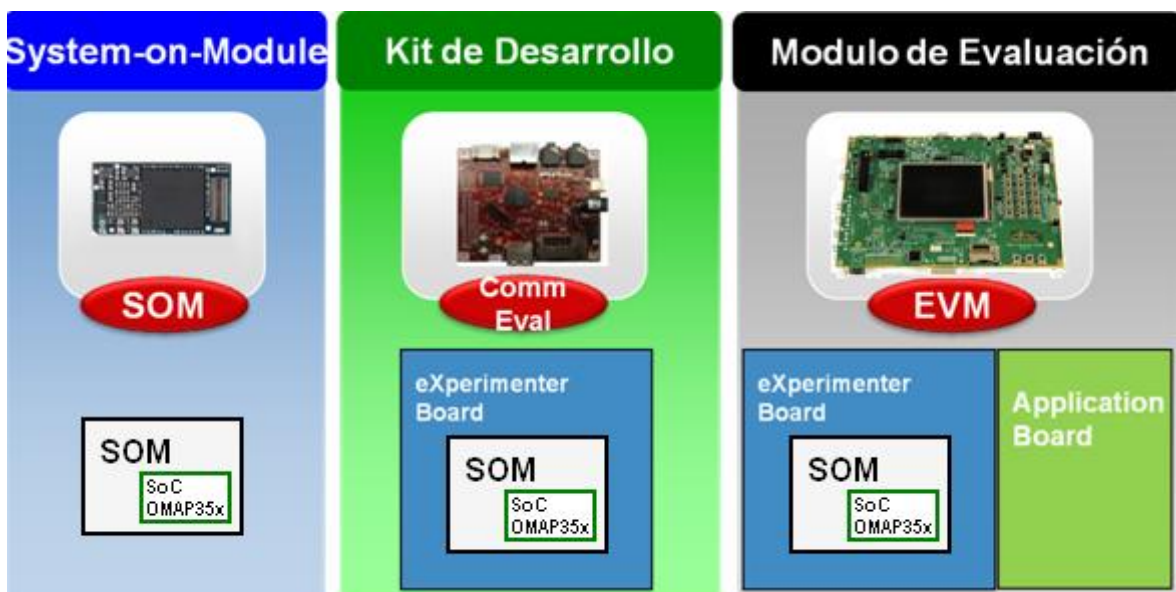 System-on-Module
SOM
SOM
SoC
OMAP35x
Kit de Desarrollo
Comm
Eval
eXperimenter
Board
SOM
SoC
OMAP35x
Modulo de Evaluación
EVM
eXperimenter
Board
SOM
SoC
OMAP35x
Application
Board